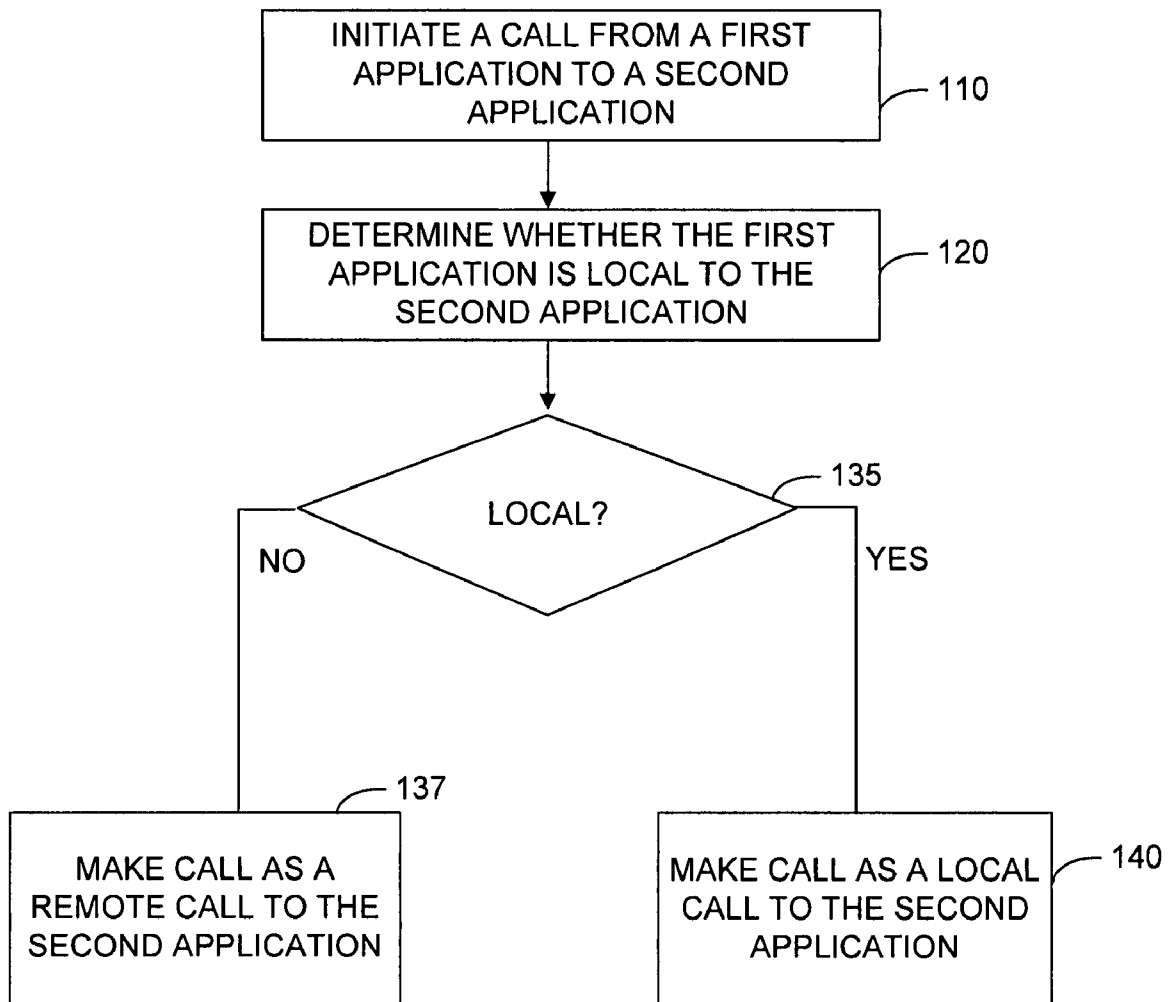 INITIATE A CALL FROM A FIRST
APPLICATION TO A SECOND
APPLICATION
110
DETERMINE WHETHER THE FIRST
APPLICATION IS LOCAL TO THE
SECOND APPLICATION
120
LOCAL?
135
NO
YES
137
MAKE CALL AS A
REMOTE CALL TO THE
SECOND APPLICATION
MAKE CALL AS A LOCAL
CALL TO THE SECOND
APPLICATION
140